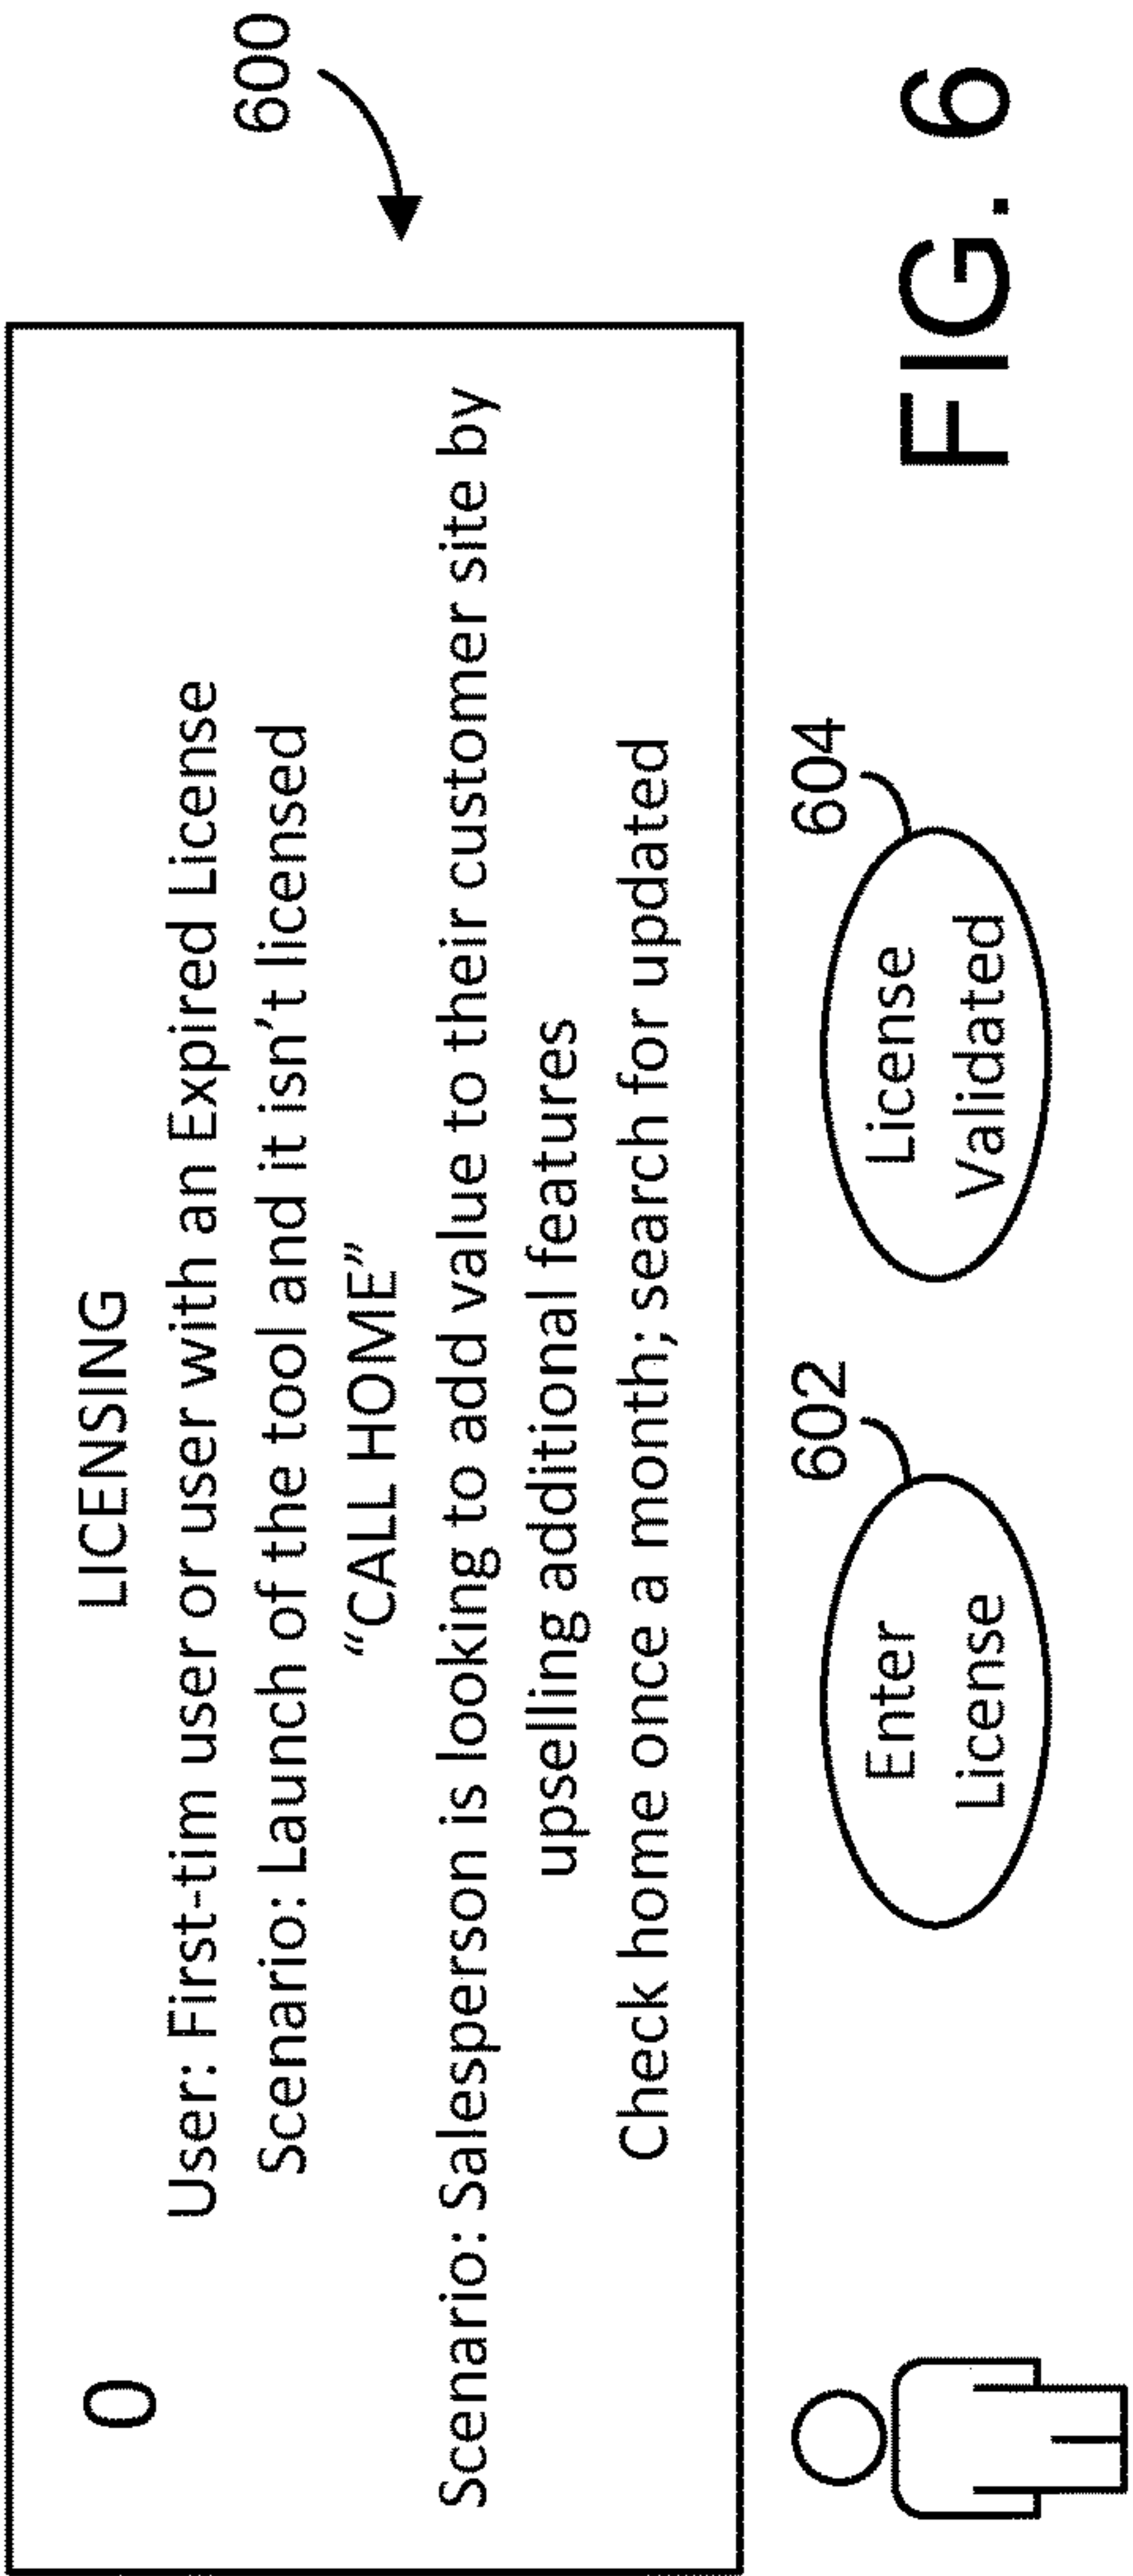 0
LICENSING
User: First-tim user or user with an Expired License
Scenario: Launch of the tool and it isn't licensed
“CALL HOME”
Scenario: Salesperson is looking to add value to their customer site by
upselling additional features
Check home once a month; search for updated
600
602
Enter
License
604
License
Validated
FIG. 6